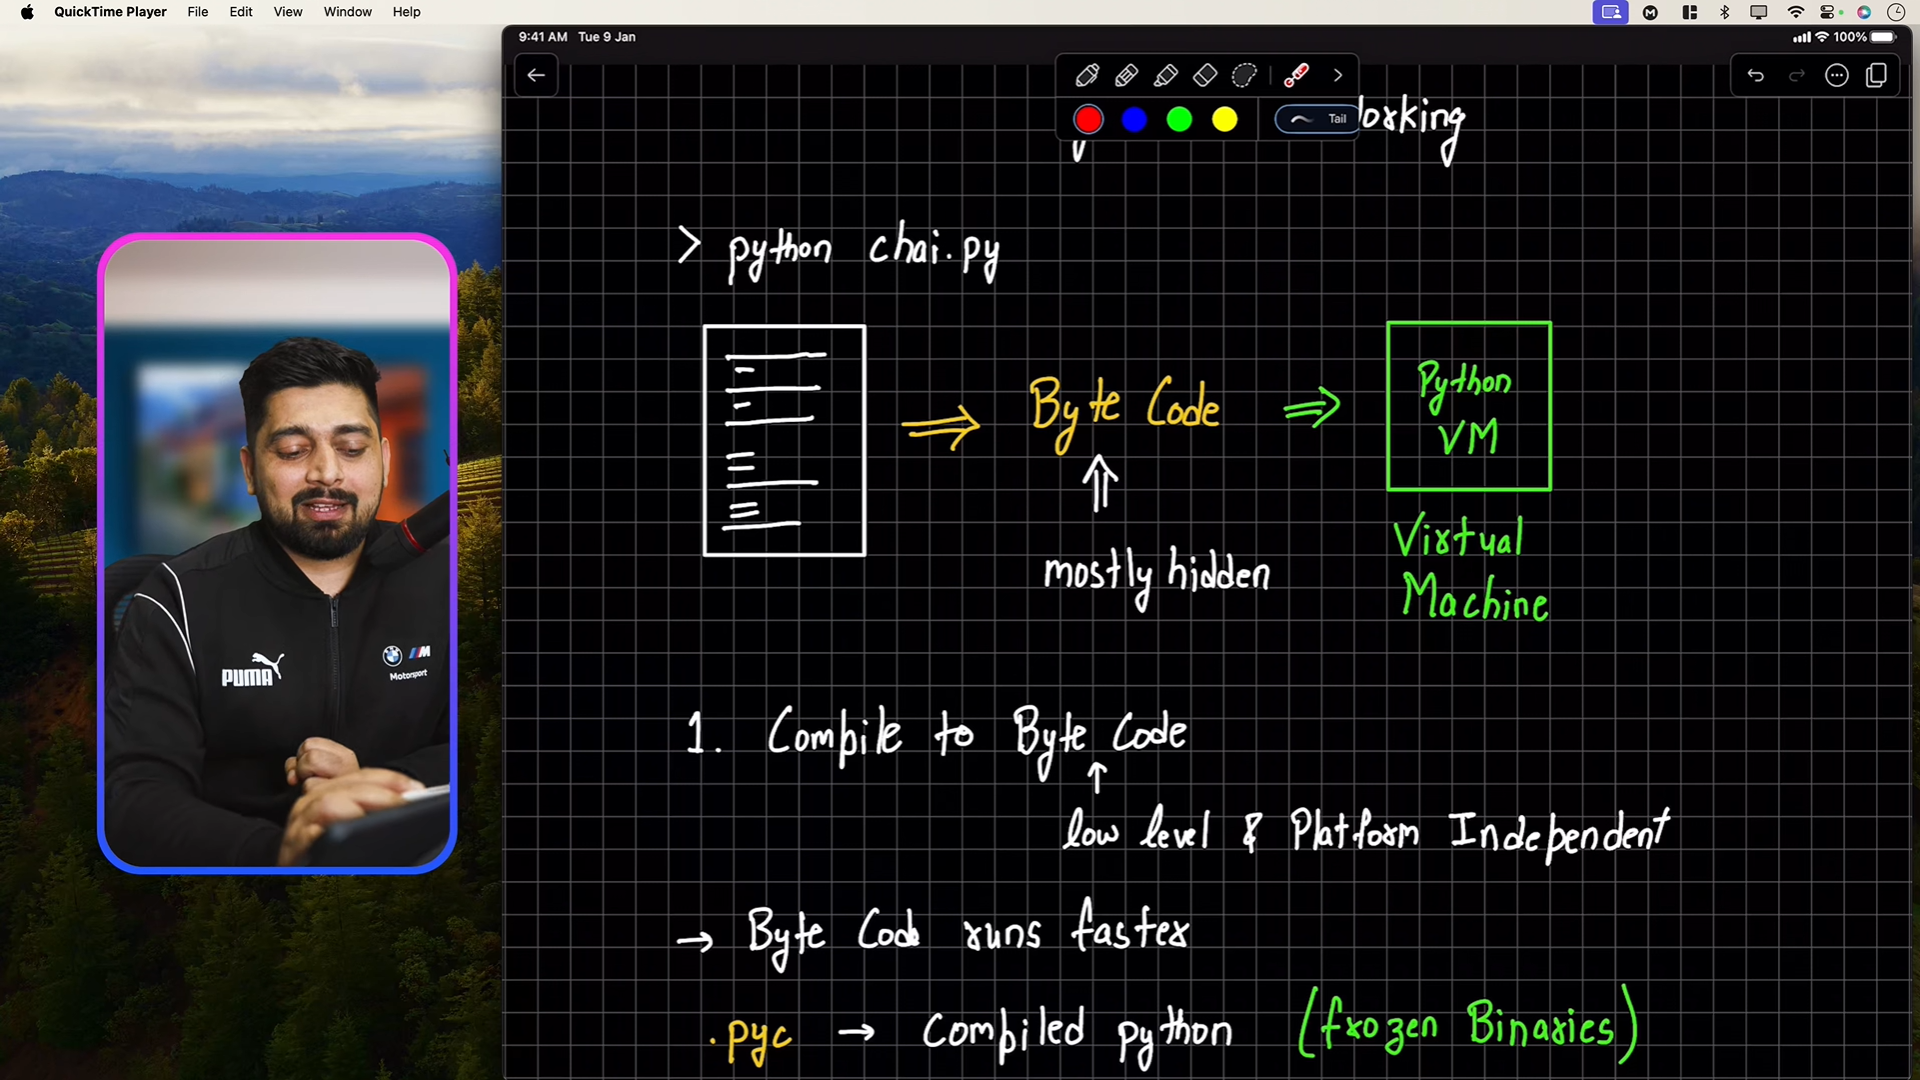 QuickTime Player File Edit View Window Help
9:41 AM Tue 9 Jan
100%
Tail
orking
> python chai.py
Byte Code
Python
VM
mostly hidden
Virtual
Machine
PUMA
Motorsport
1. Compile to Byte Code
low level & Platform Independent
→ Byte Code runs faster
.pyc → Compiled python (frozen Binaries)